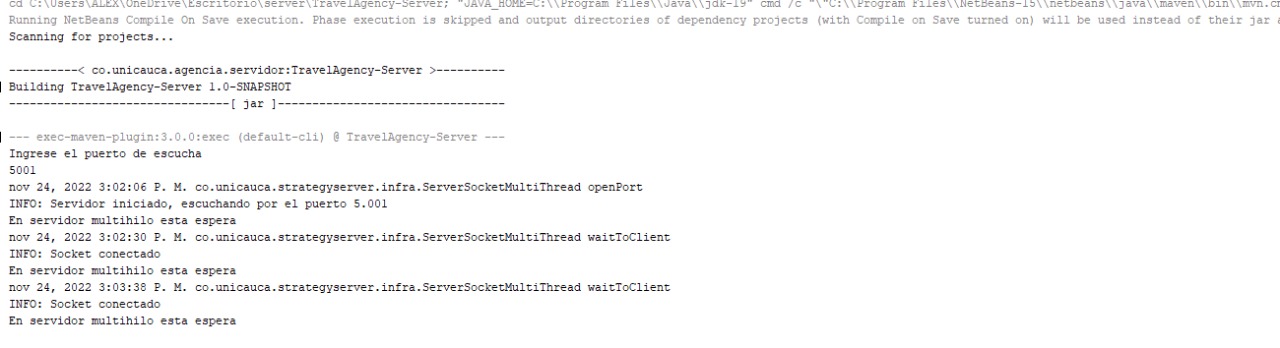 cd C:\Users\ALEX\OneDrive\Escritorio\server\TravelAgency-Server; "JAVA_HOME=C:\\Program Files\\Java\\jdk-19" cmd /c "\"C:\\Program Files\\NetBeans-15\\netbeans\\java\\maven\\bin\\mvn.cm
Running NetBeans Compile On Save execution. Phase execution is skipped and output directories of dependency projects (with Compile on Save turned on) will be used instead of their jar a
Scanning for projects...
----------< co.unicauca.agencia.servidor:TravelAgency-Server >----------
Building TravelAgency-Server 1.0-SNAPSHOT
--------------------------------[ jar ]---------------------------------
--- exec-maven-plugin:3.0.0:exec (default-cli) @ TravelAgency-Server ---
Ingrese el puerto de escucha
5001
nov 24, 2022 3:02:06 P. M. co.unicauca.strategyserver.infra.ServerSocketMultiThread openPort
INFO: Servidor iniciado, escuchando por el puerto 5.001
En servidor multihilo esta espera
nov 24, 2022 3:02:30 P. M. co.unicauca.strategyserver.infra.ServerSocketMultiThread waitToClient
INFO: Socket conectado
En servidor multihilo esta espera
nov 24, 2022 3:03:38 P. M. co.unicauca.strategyserver.infra.ServerSocketMultiThread waitToClient
INFO: Socket conectado
En servidor multihilo esta espera